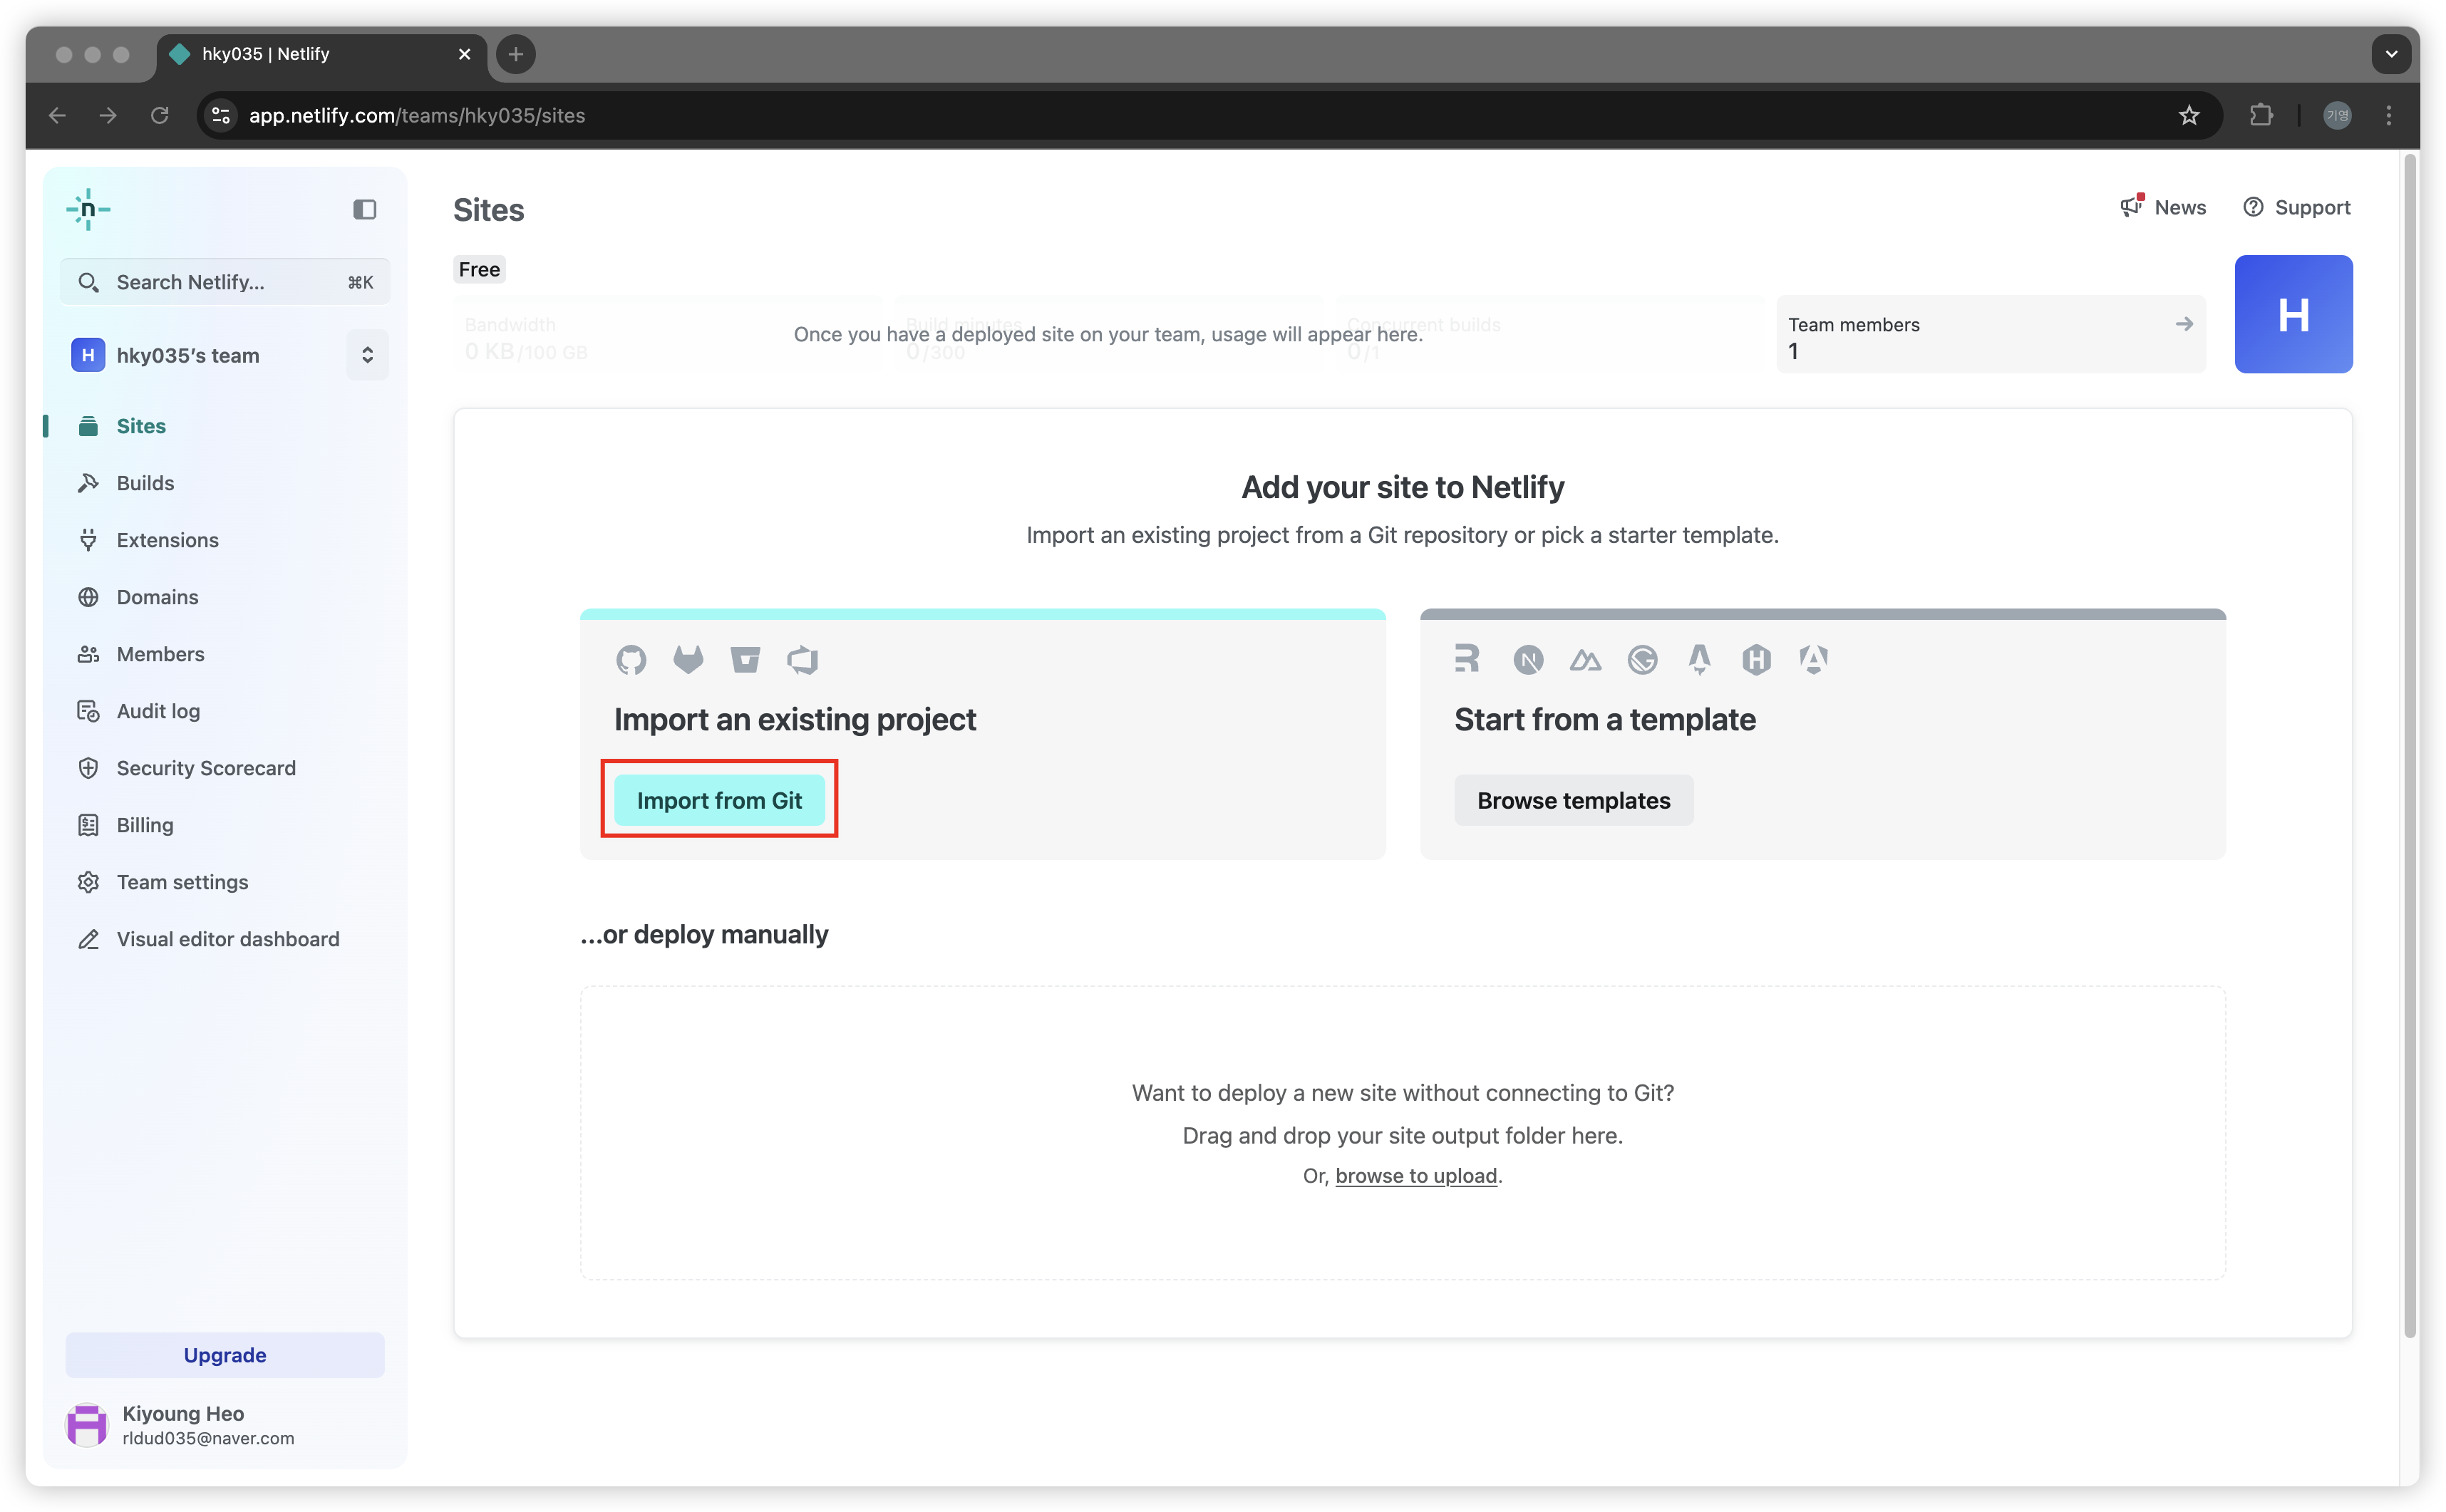 hky035 | Netlify
app.netlify.com/teams/hky035/sites
기영
n
Search Netlify... ⌘K
H hky035's team
Sites
Builds
Extensions
Domains
Members
Audit log
Security Scorecard
Billing
Team settings
Visual editor dashboard
Upgrade
Kiyoung Heo
rldud035@naver.com
Sites
News
Support
Free
Bandwidth
0 KB/100 GB
Build minutes
0/300
Concurrent builds
0/1
Once you have a deployed site on your team, usage will appear here.
Team members
1
H
Add your site to Netlify
Import an existing project from a Git repository or pick a starter template.
Import an existing project
Import from Git
Start from a template
Browse templates
...or deploy manually
Want to deploy a new site without connecting to Git?
Drag and drop your site output folder here.
Or, browse to upload.